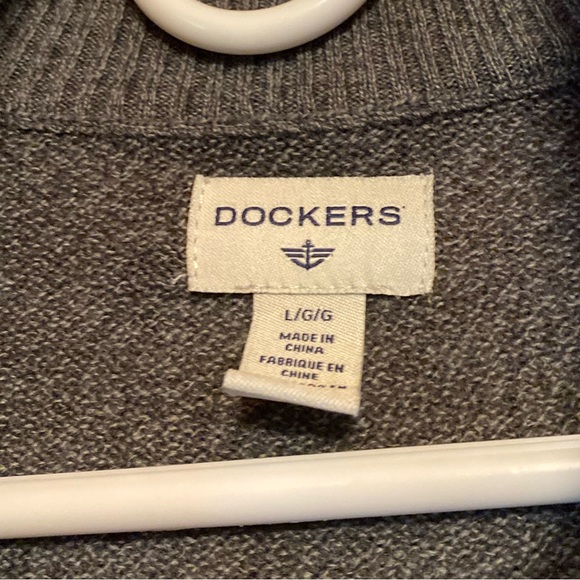 DOCKERS
L/G/G
MADE IN
CHINA
FABRIQUE EN
CHINE